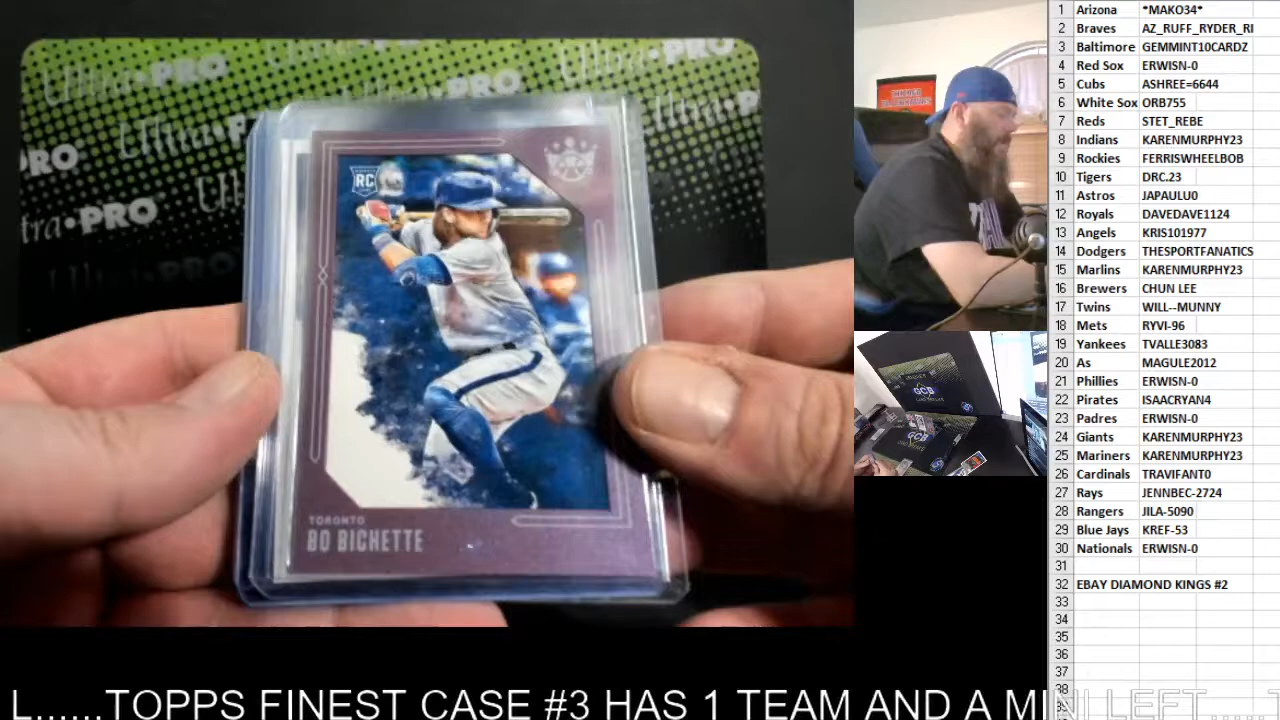 Ultra•PRO
PRO
tra•PRO
RC
TORONTO
BO BICHETTE
GCB
1 Arizona *MAKO34*
2 Braves AZ_RUFF_RYDER_RI
3 Baltimore GEMMINT10CARDZ
4 Red Sox ERWISN-0
5 Cubs ASHREE=6644
6 White Sox ORB755
7 Reds STET_REBE
8 Indians KARENMURPHY23
9 Rockies FERRISWHEELBOB
10 Tigers DRC.23
11 Astros JAPAULU0
12 Royals DAVEDAVE1124
13 Angels KRIS101977
14 Dodgers THESPORTFANATICS
15 Marlins KARENMURPHY23
16 Brewers CHUN LEE
17 Twins WILL--MUNNY
18 Mets RYVI-96
19 Yankees TVALLE3083
20 As MAGULE2012
21 Phillies ERWISN-0
22 Pirates ISAACRYAN4
23 Padres ERWISN-0
24 Giants KARENMURPHY23
25 Mariners KARENMURPHY23
26 Cardinals TRAVIFANT0
27 Rays JENNBEC-2724
28 Rangers JILA-5090
29 Blue Jays KREF-53
30 Nationals ERWISN-0
31
32 EBAY DIAMOND KINGS #2
33
34
35
36
37
38
L......TOPPS FINEST CASE #3 HAS 1 TEAM AND A MINI LEFT